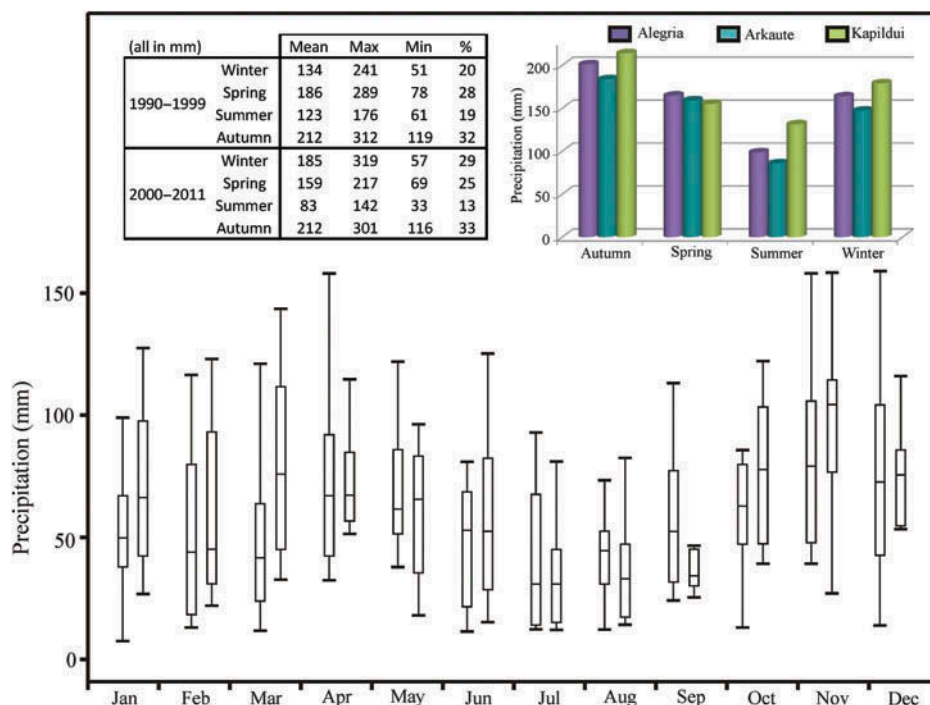 (all in mm) Mean Max Min %
1990–1999
Winter 134 241 51 20
Spring 186 289 78 28
Summer 123 176 61 19
Autumn 212 312 119 32
2000–2011
Winter 185 319 57 29
Spring 159 217 69 25
Summer 83 142 33 13
Autumn 212 301 116 33
Alegria Arkaute Kapildui
Precipitation (mm)
200
150
100
50
0
Autumn Spring Summer Winter
Precipitation (mm)
150
100
50
0
Jan Feb Mar Apr May Jun Jul Aug Sep Oct Nov Dec